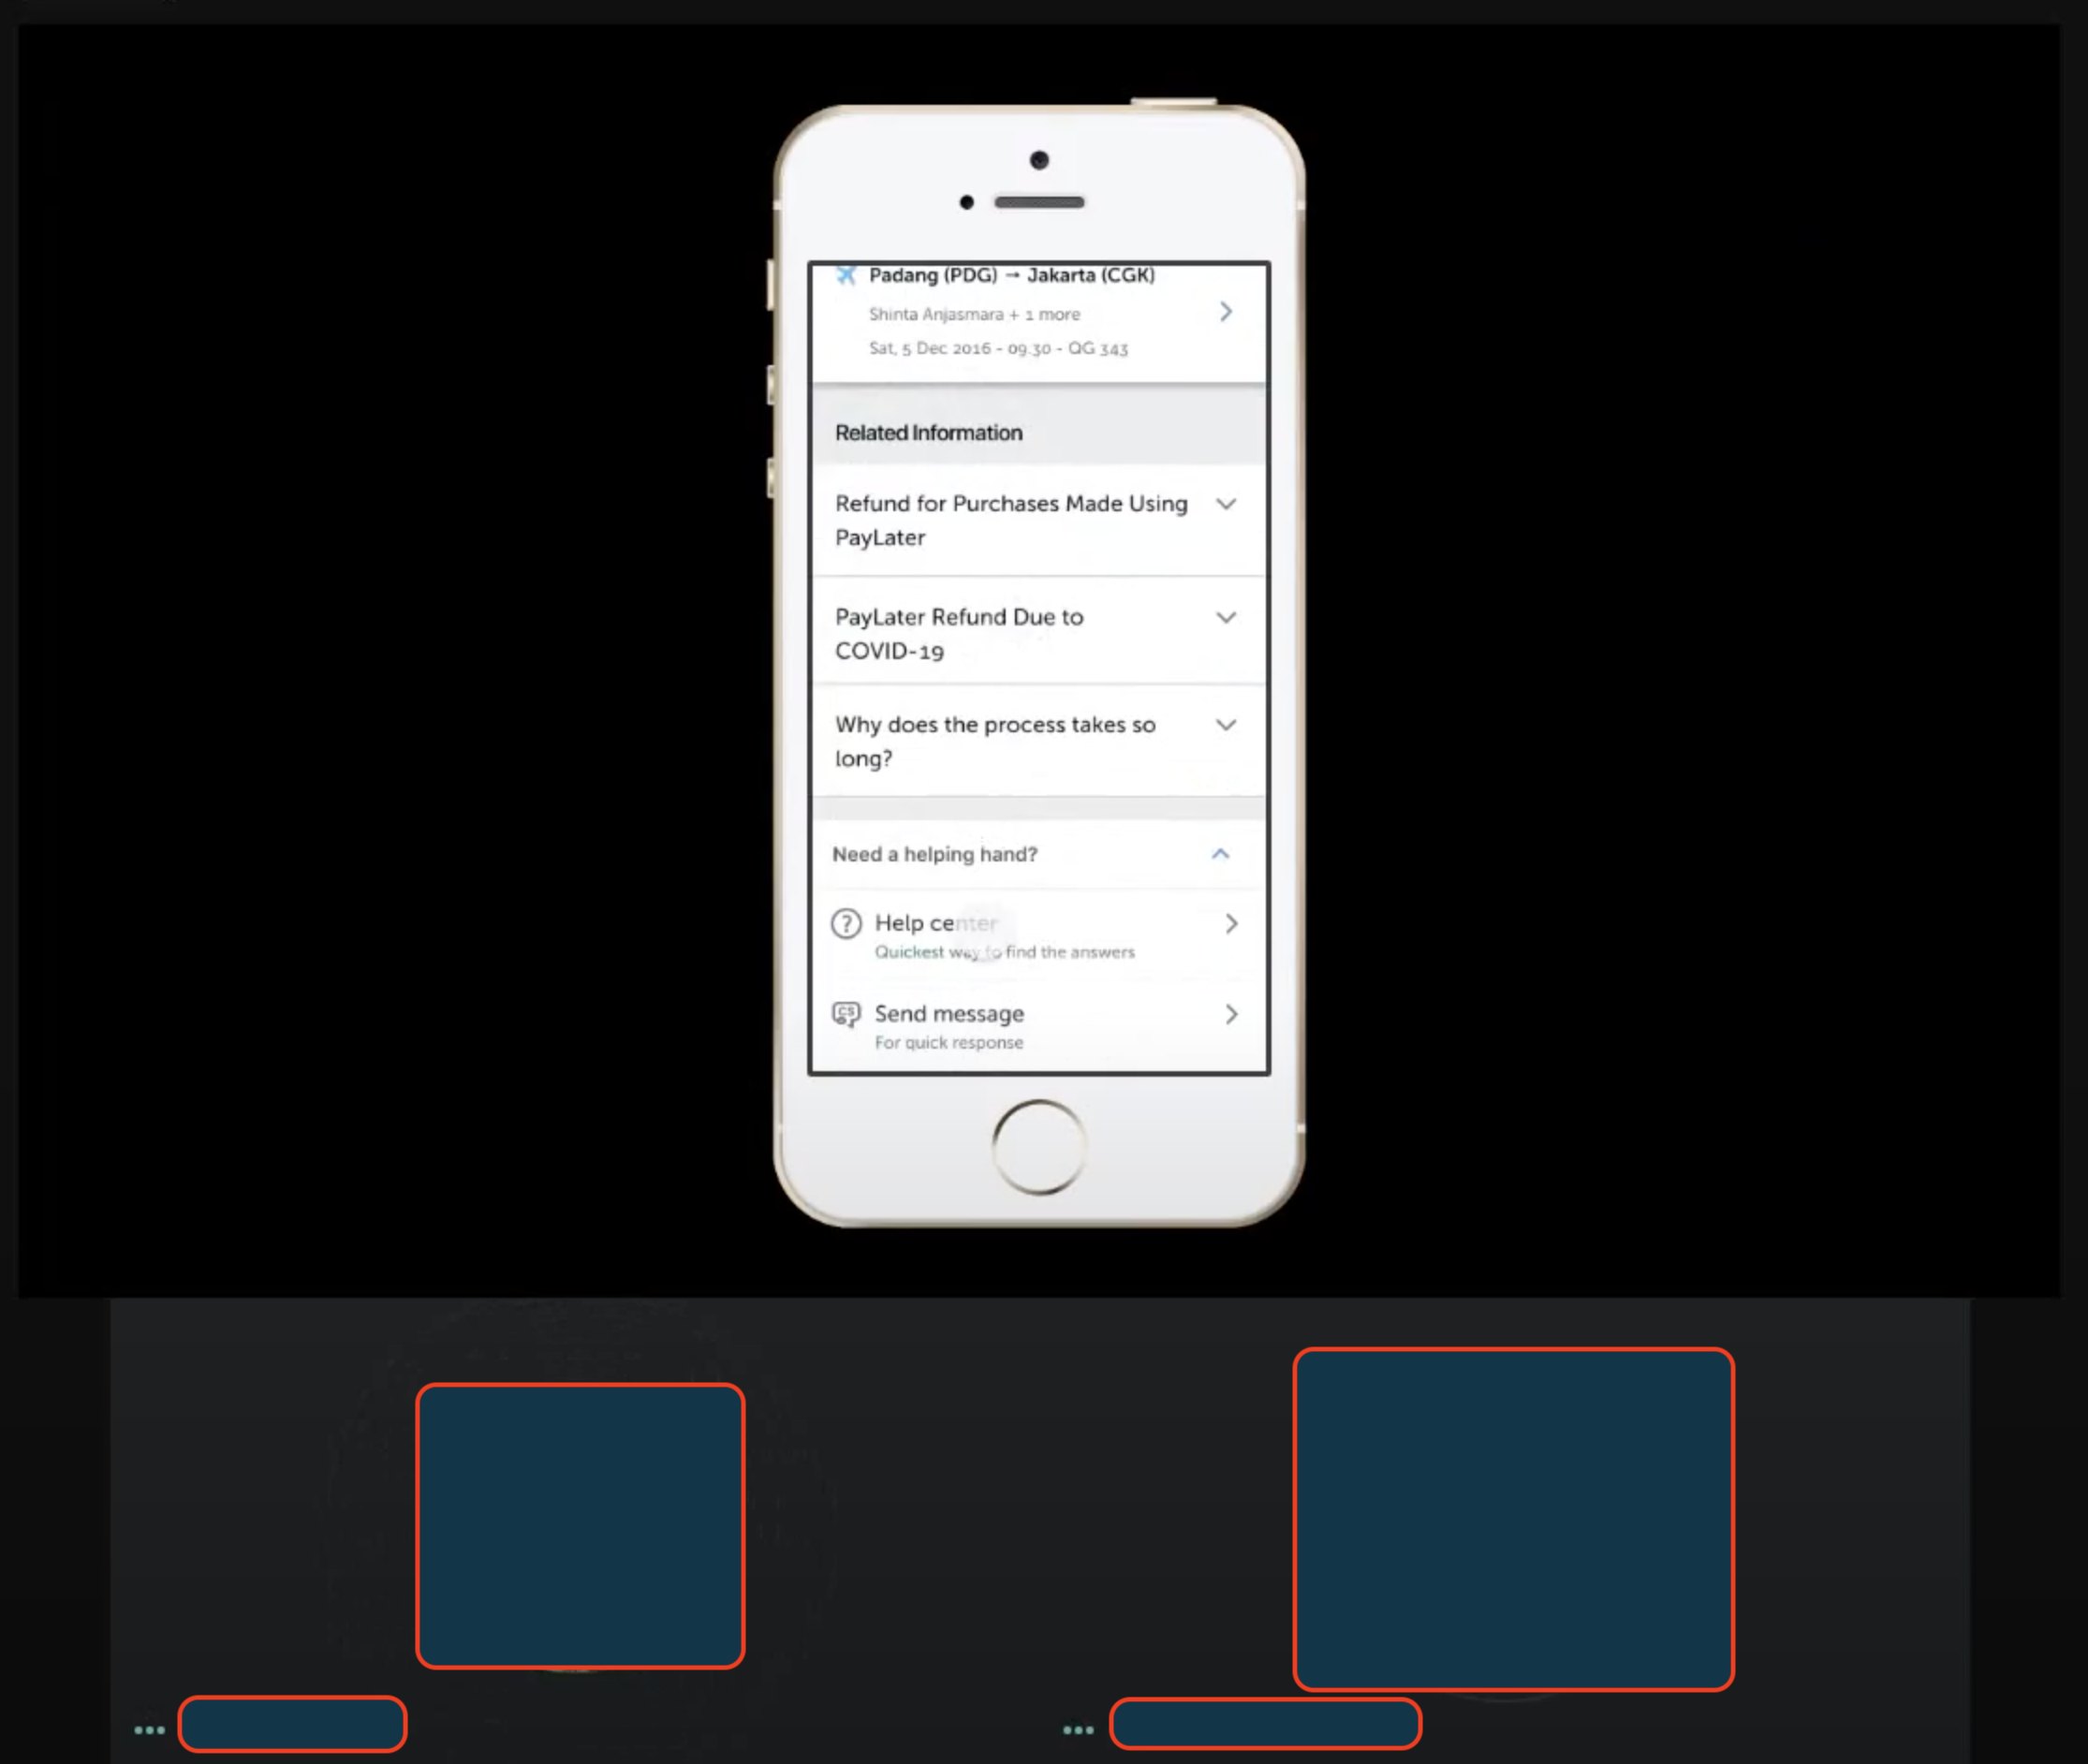 Padang (PDG) → Jakarta (CGK)
Shinta Anjasmara + 1 more
Sat, 5 Dec 2016 - 09.30 - QG 343
Related Information
Refund for Purchases Made Using
PayLater
PayLater Refund Due to
COVID-19
Why does the process takes so
long?
Need a helping hand?
Help center
Quickest way to find the answers
CS
Send message
For quick response